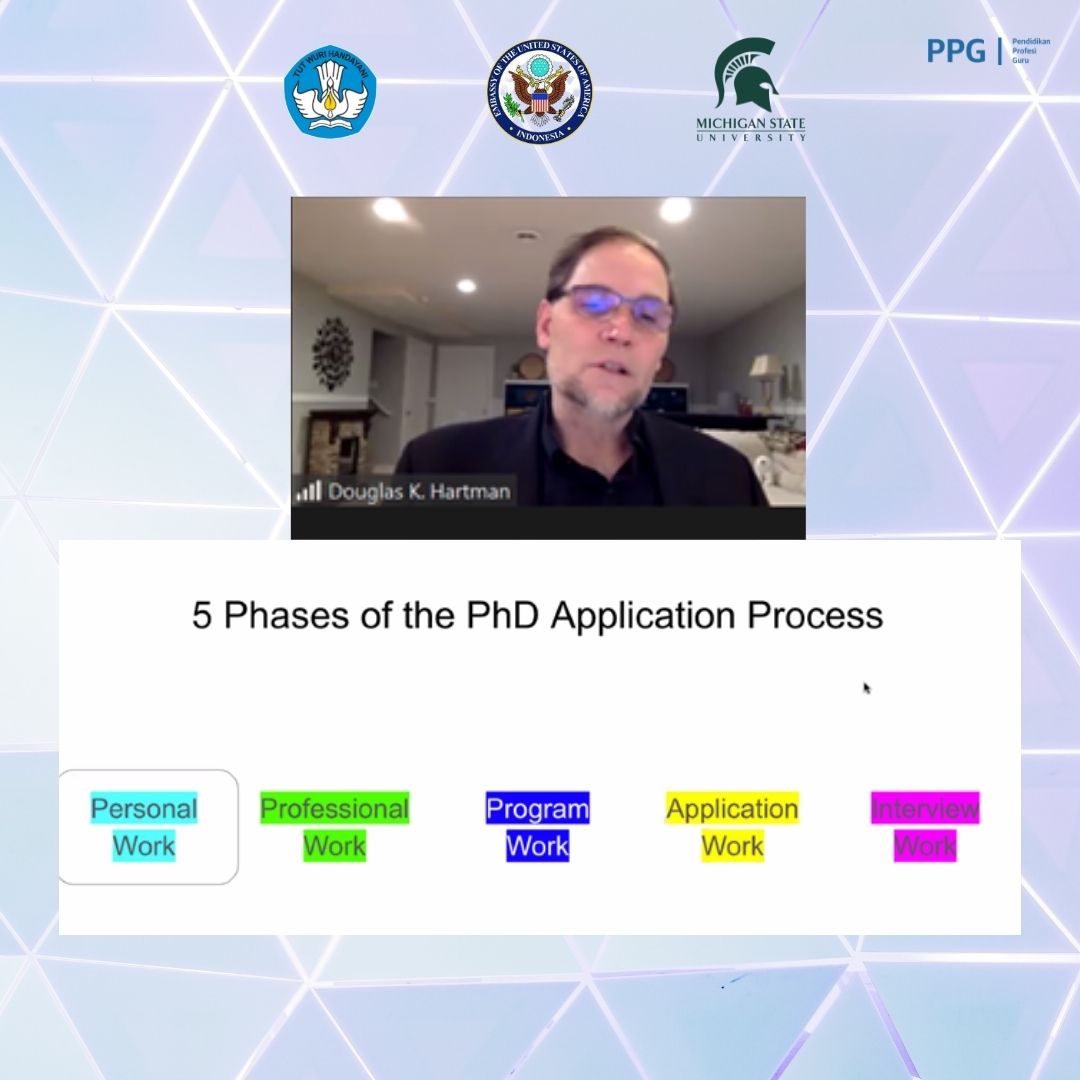 TUT WURI HANDAYANI
EMBASSY OF THE UNITED STATES OF AMERICA
• INDONESIA •
MICHIGAN STATE
UNIVERSITY
PPG
Pendidikan
Profesi
Guru
Douglas K. Hartman
5 Phases of the PhD Application Process
Personal
Work
Professional
Work
Program
Work
Application
Work
Interview
Work